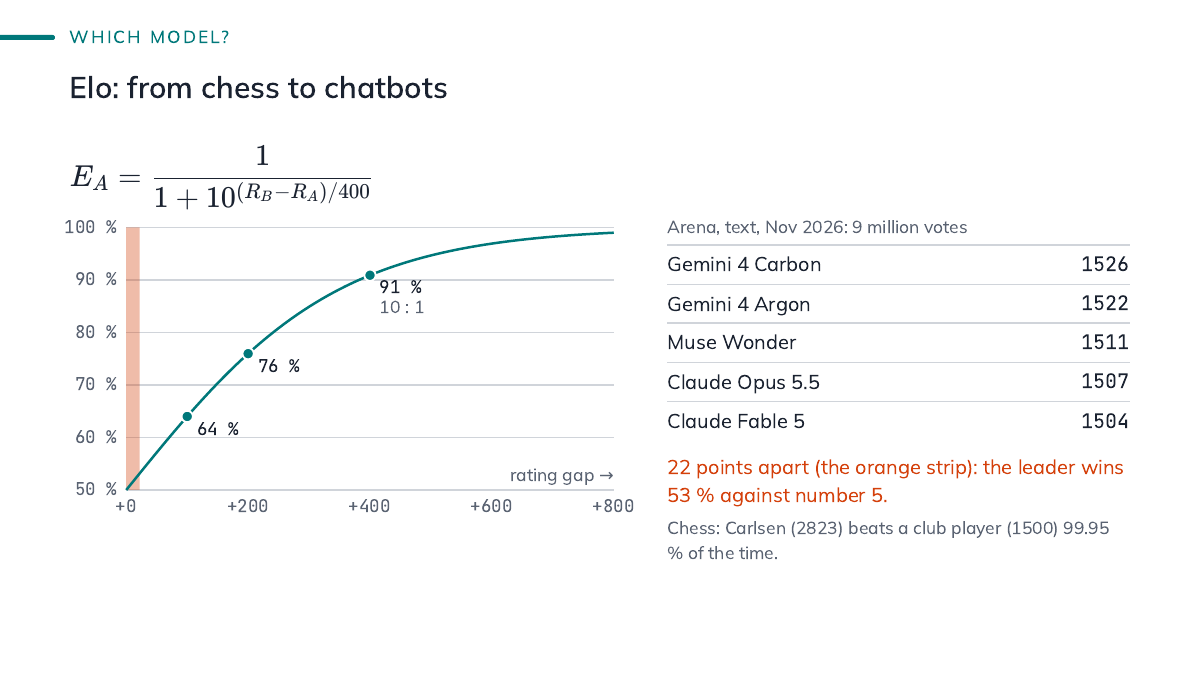 WHICH MODEL?
Elo: from chess to chatbots
E_A = 1 / (1 + 10^((R_B−R_A)/400))
100 %
90 %
80 %
70 %
60 %
50 %
91 %
10 : 1
76 %
64 %
rating gap →
+0
+200
+400
+600
+800
Arena, text, Nov 2026: 9 million votes
Gemini 4 Carbon 1526
Gemini 4 Argon 1522
Muse Wonder 1511
Claude Opus 5.5 1507
Claude Fable 5 1504
22 points apart (the orange strip): the leader wins
53 % against number 5.
Chess: Carlsen (2823) beats a club player (1500) 99.95
% of the time.